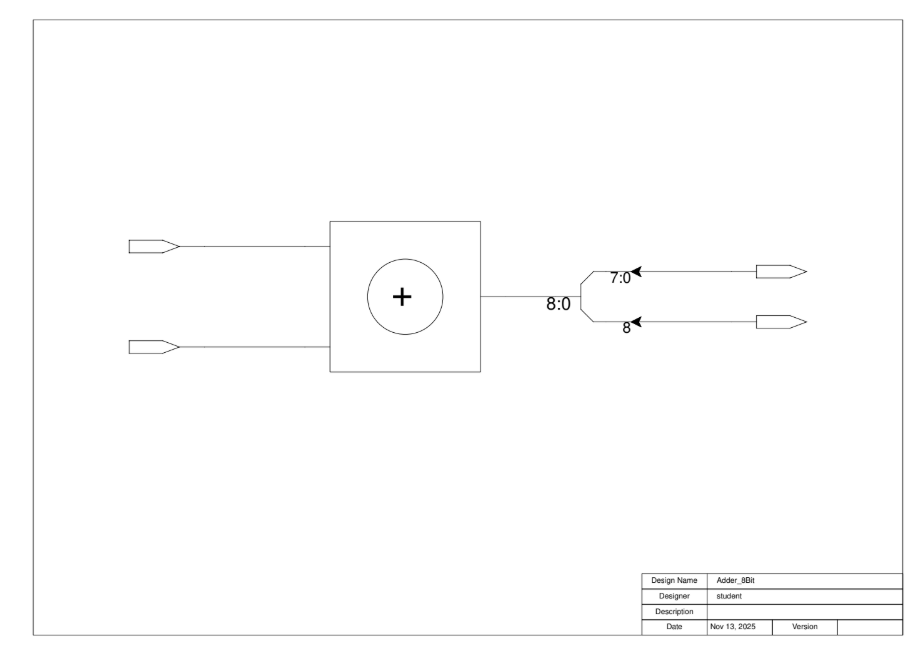 +
7:0
8:0
8
Design Name Adder_8Bit
Designer student
Description
Date Nov 13, 2025 Version